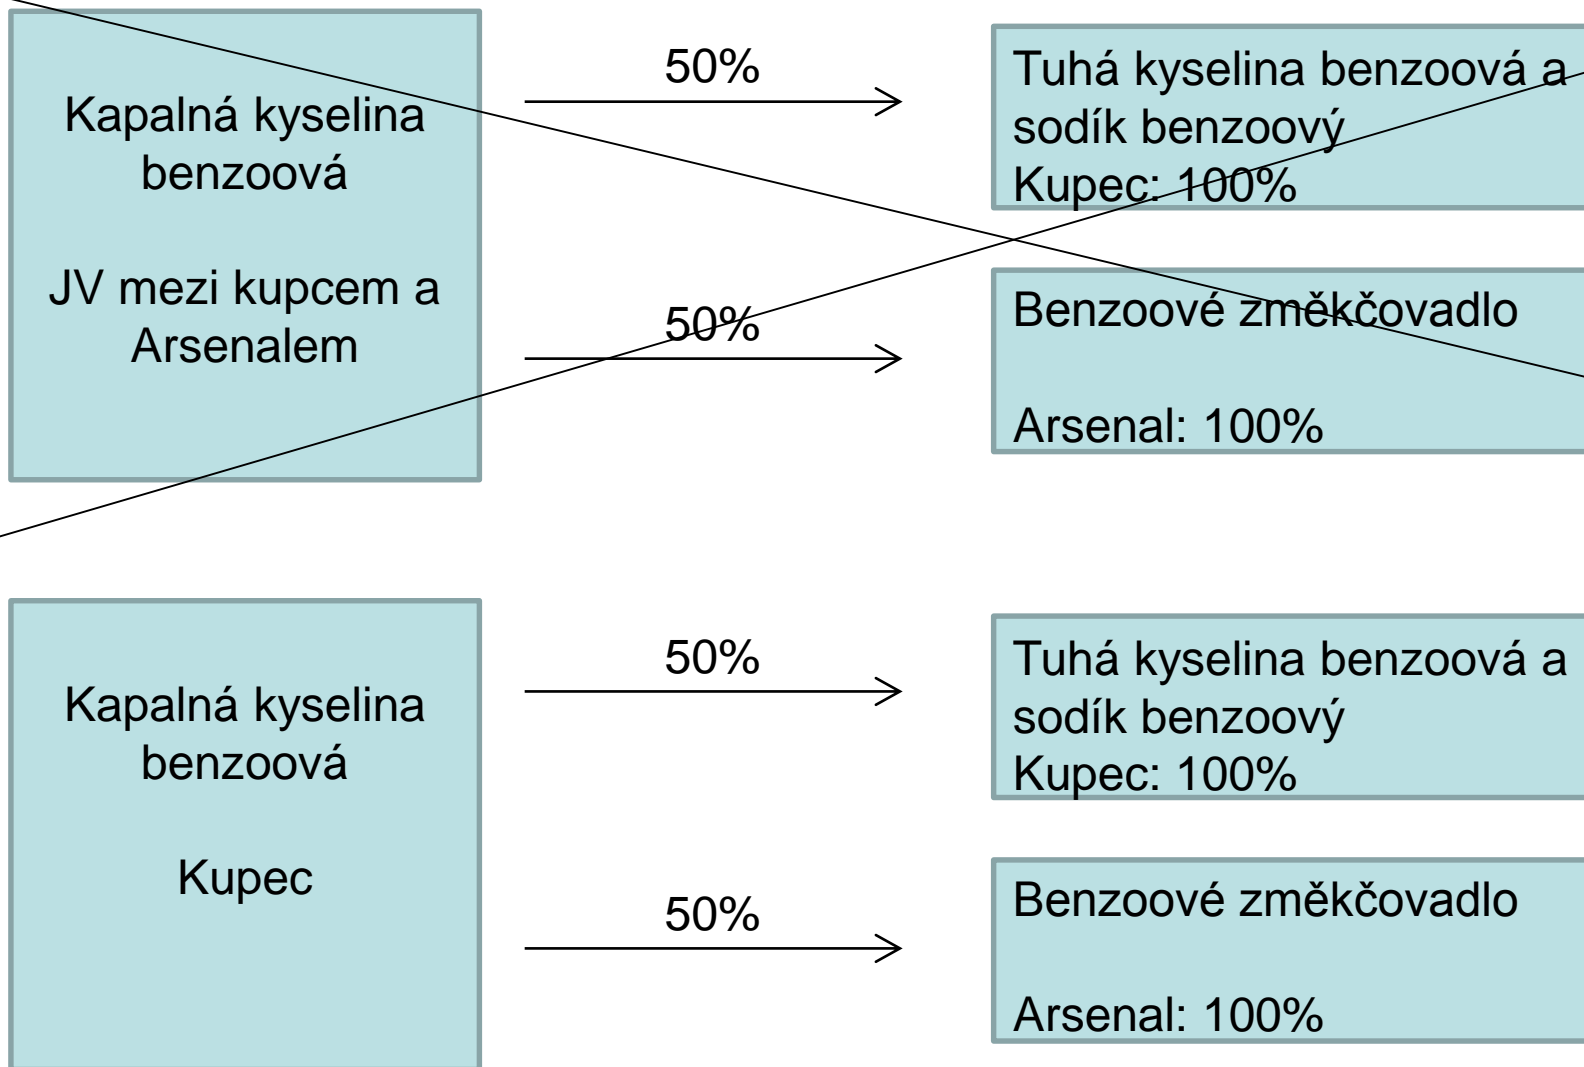 Kapalná kyselina
benzoová
JV mezi kupcem a
Arsenalem
50%
50%
Tuhá kyselina benzoová a
sodík benzoový
Kupec: 100%
Benzoové změkčovadlo
Arsenal: 100%
Kapalná kyselina
benzoová
Kupec
50%
50%
Tuhá kyselina benzoová a
sodík benzoový
Kupec: 100%
Benzoové změkčovadlo
Arsenal: 100%